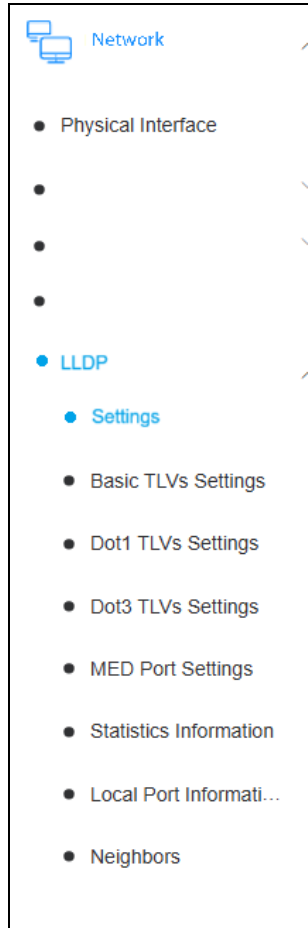 Network
Physical Interface
LLDP
Settings
Basic TLVs Settings
Dot1 TLVs Settings
Dot3 TLVs Settings
MED Port Settings
Statistics Information
Local Port Informati...
Neighbors